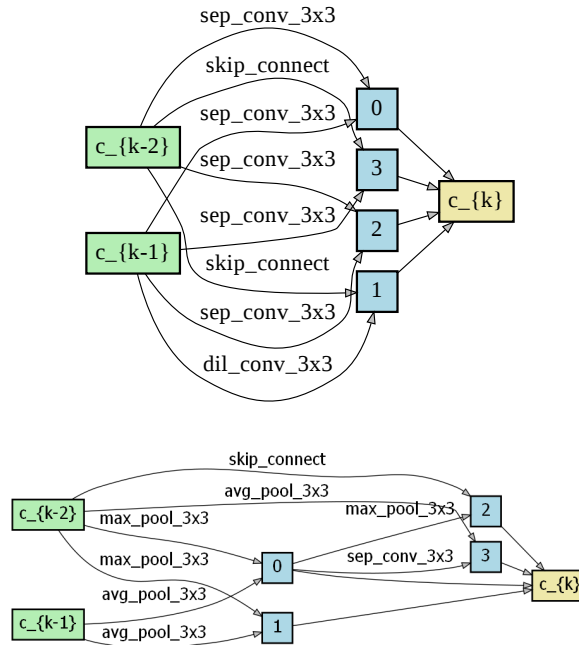 sep_conv_3x3
skip_connect
0
sep_conv_3x3
c_{k-2}
sep_conv_3x3
3
c_{k}
sep_conv_3x3
2
c_{k-1}
skip_connect
1
sep_conv_3x3
dil_conv_3x3
skip_connect
avg_pool_3x3
c_{k-2}
max_pool_3x3
max_pool_3x3
2
max_pool_3x3
sep_conv_3x3
3
0
c_{k}
avg_pool_3x3
c_{k-1}
1
avg_pool_3x3